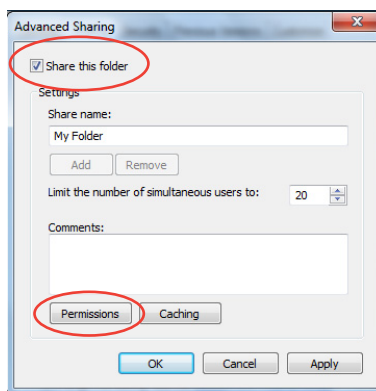 Advanced Sharing
Share this folder
Settings
Share name:
My Folder
Add Remove
Limit the number of simultaneous users to: 20
Comments:
Permissions Caching
OK Cancel Apply